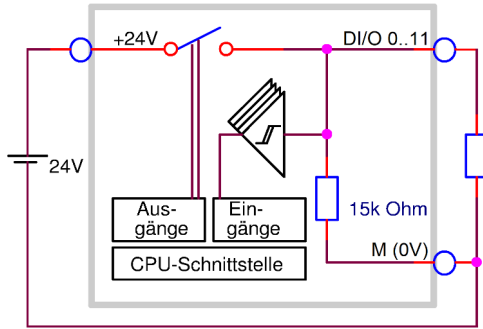 +24V
DI/O 0..11
24V
15k Ohm
Aus-
gänge
Ein-
gänge
M (0V)
CPU-Schnittstelle